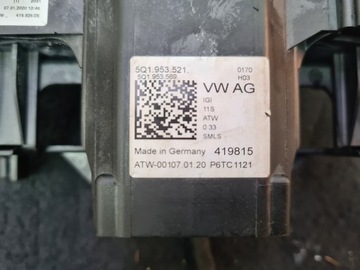 5Q1.953.521.
5Q1.953.569.
0170
H03
VW AG
IGI
11S
ATW
0.33
SMLS
Made in Germany 419815
ATW-00107 01.20 P6TC1121